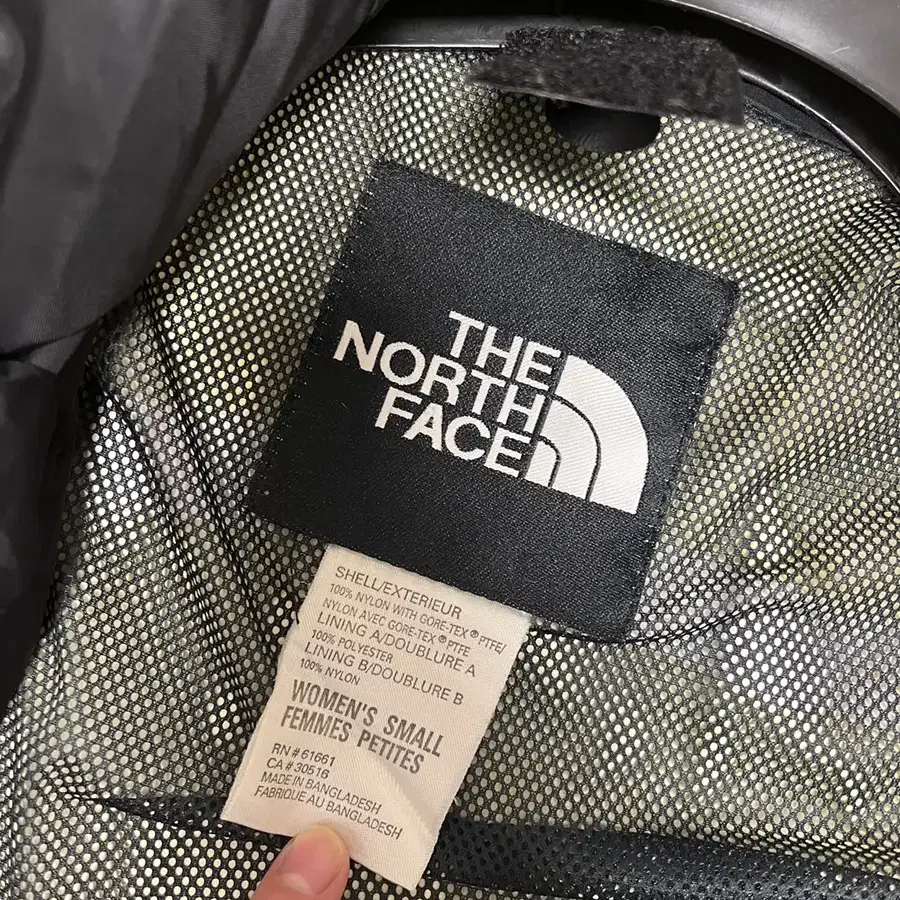 THE
NORTH
FACE
SHELL/EXTERIEUR
100% NYLON WITH GORE-TEX® PTFE/
NYLON AVEC GORE-TEX® PTFE
LINING A/DOUBLURE A
100% POLYESTER
LINING B/DOUBLURE B
100% NYLON
WOMEN'S SMALL
FEMMES PETITES
RN # 61661
CA # 30516
MADE IN BANGLADESH
FABRIQUE AU BANGLADESH